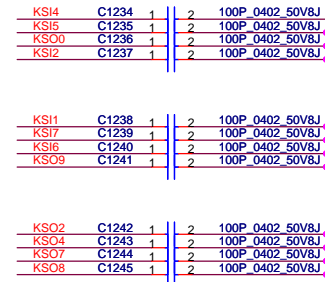 KSI4 C1234 1 2 100P_0402_50V8J
KSI5 C1235 1 2 100P_0402_50V8J
KSO0 C1236 1 2 100P_0402_50V8J
KSI2 C1237 1 2 100P_0402_50V8J
KSI1 C1238 1 2 100P_0402_50V8J
KSI7 C1239 1 2 100P_0402_50V8J
KSI6 C1240 1 2 100P_0402_50V8J
KSO9 C1241 1 2 100P_0402_50V8J
KSO2 C1242 1 2 100P_0402_50V8J
KSO4 C1243 1 2 100P_0402_50V8J
KSO7 C1244 1 2 100P_0402_50V8J
KSO8 C1245 1 2 100P_0402_50V8J